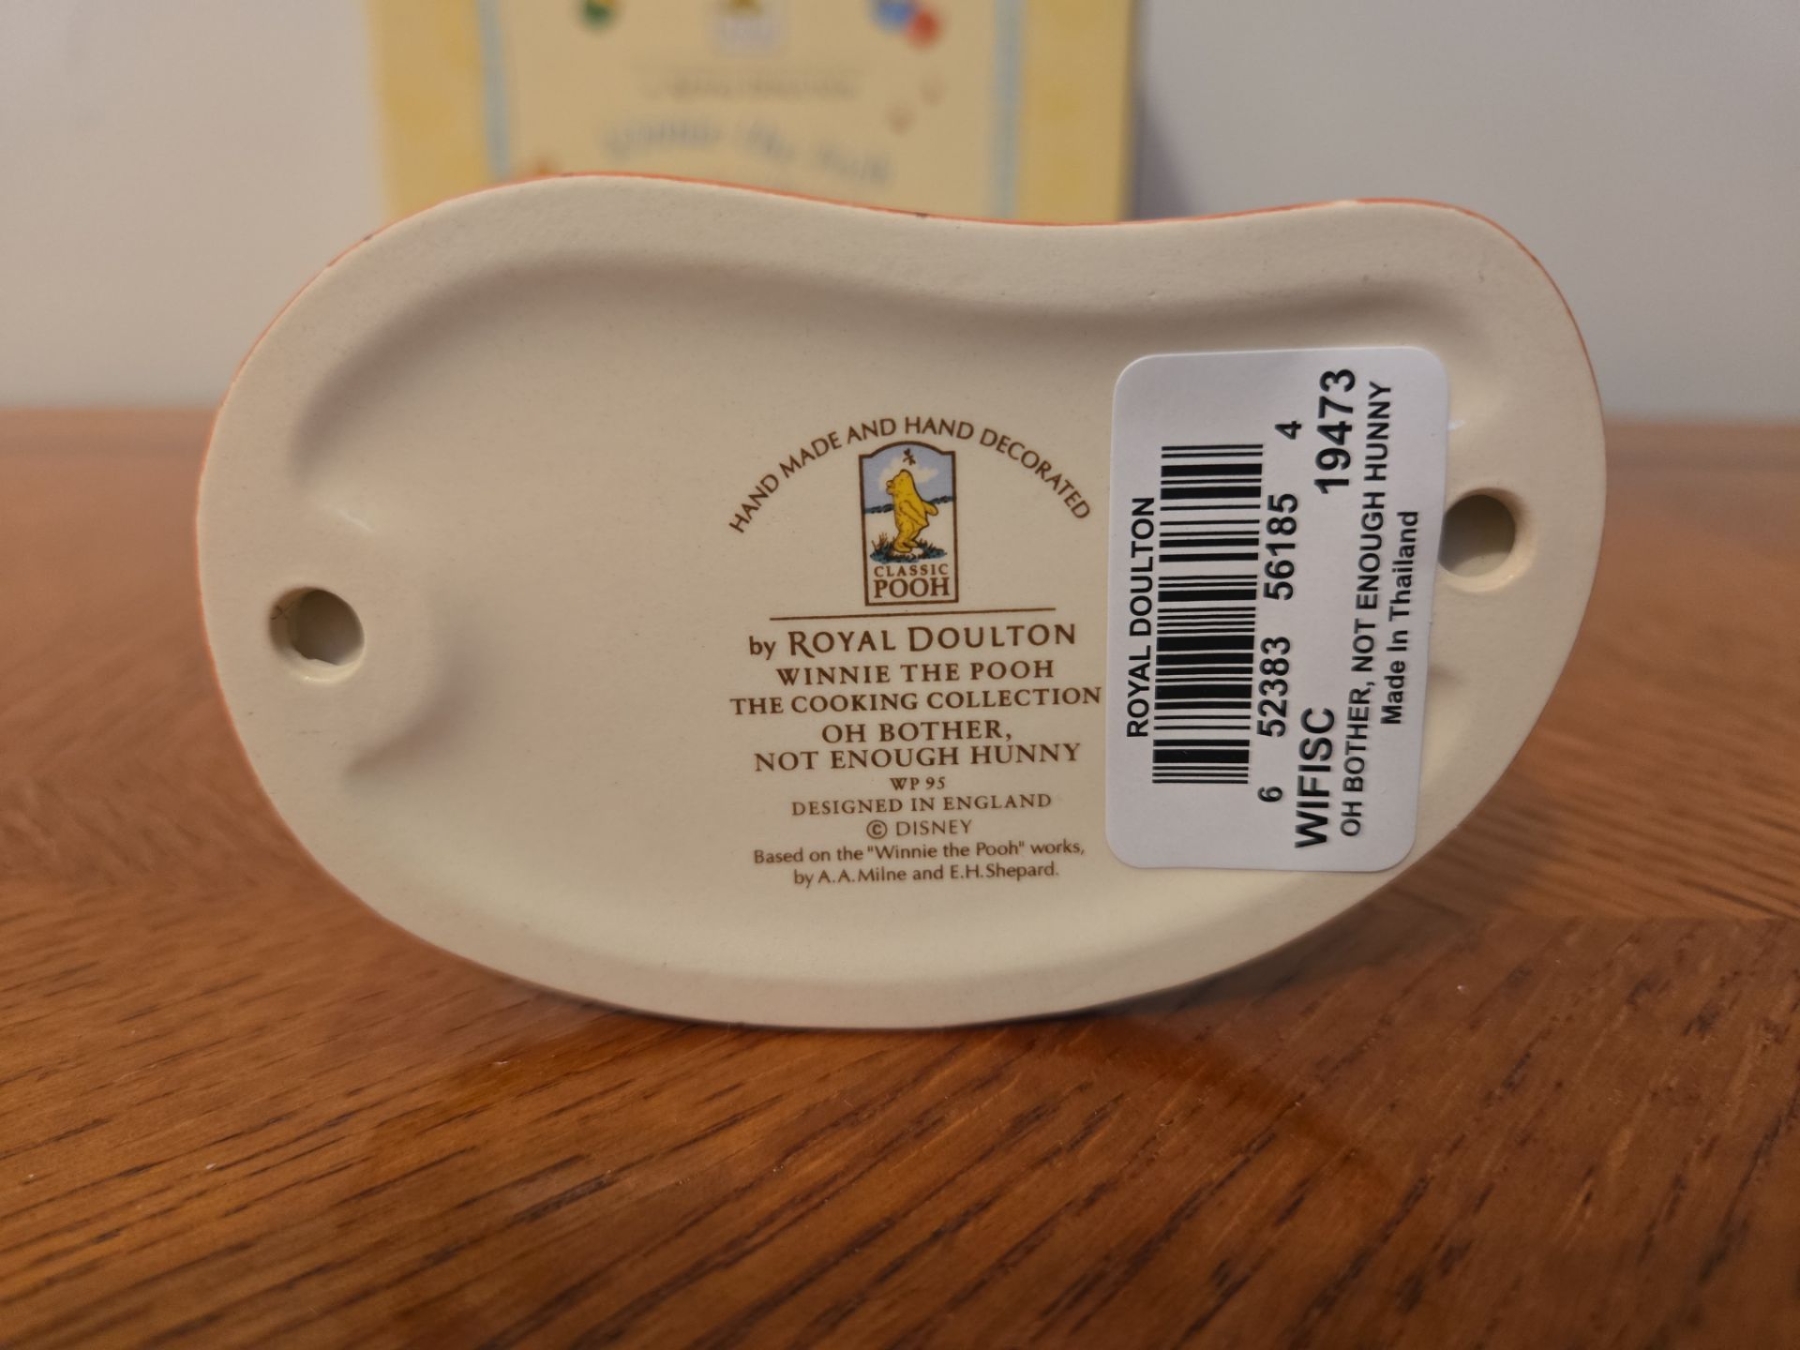 HAND MADE AND HAND DECORATED
CLASSIC
POOH
by ROYAL DOULTON
WINNIE THE POOH
THE COOKING COLLECTION
OH BOTHER,
NOT ENOUGH HUNNY
WP 95
DESIGNED IN ENGLAND
© DISNEY
Based on the "Winnie the Pooh" works,
by A.A.Milne and E.H.Shepard.
ROYAL DOULTON
6 52383 56185 4
WIFISC 19473
OH BOTHER, NOT ENOUGH HUNNY
Made In Thailand